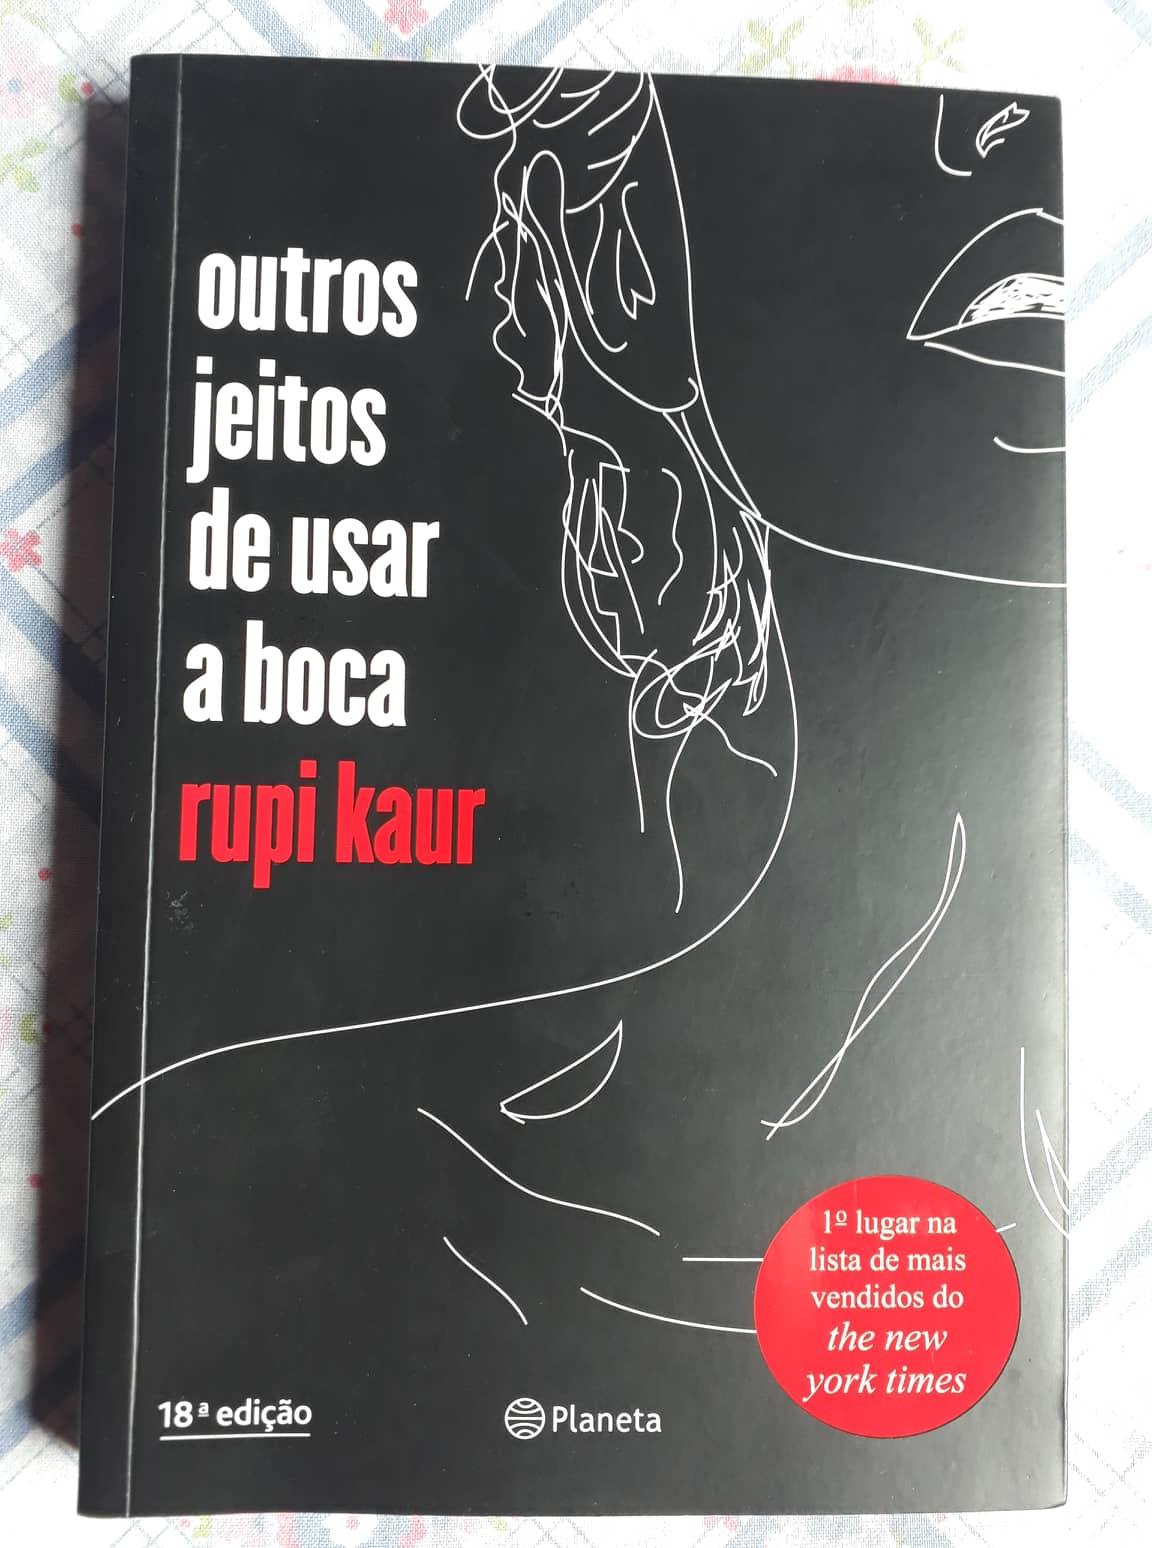 outros
jeitos
de usar
a boca
rupi kaur
1º lugar na
lista de mais
vendidos do
the new
york times
18ª edição
Planeta